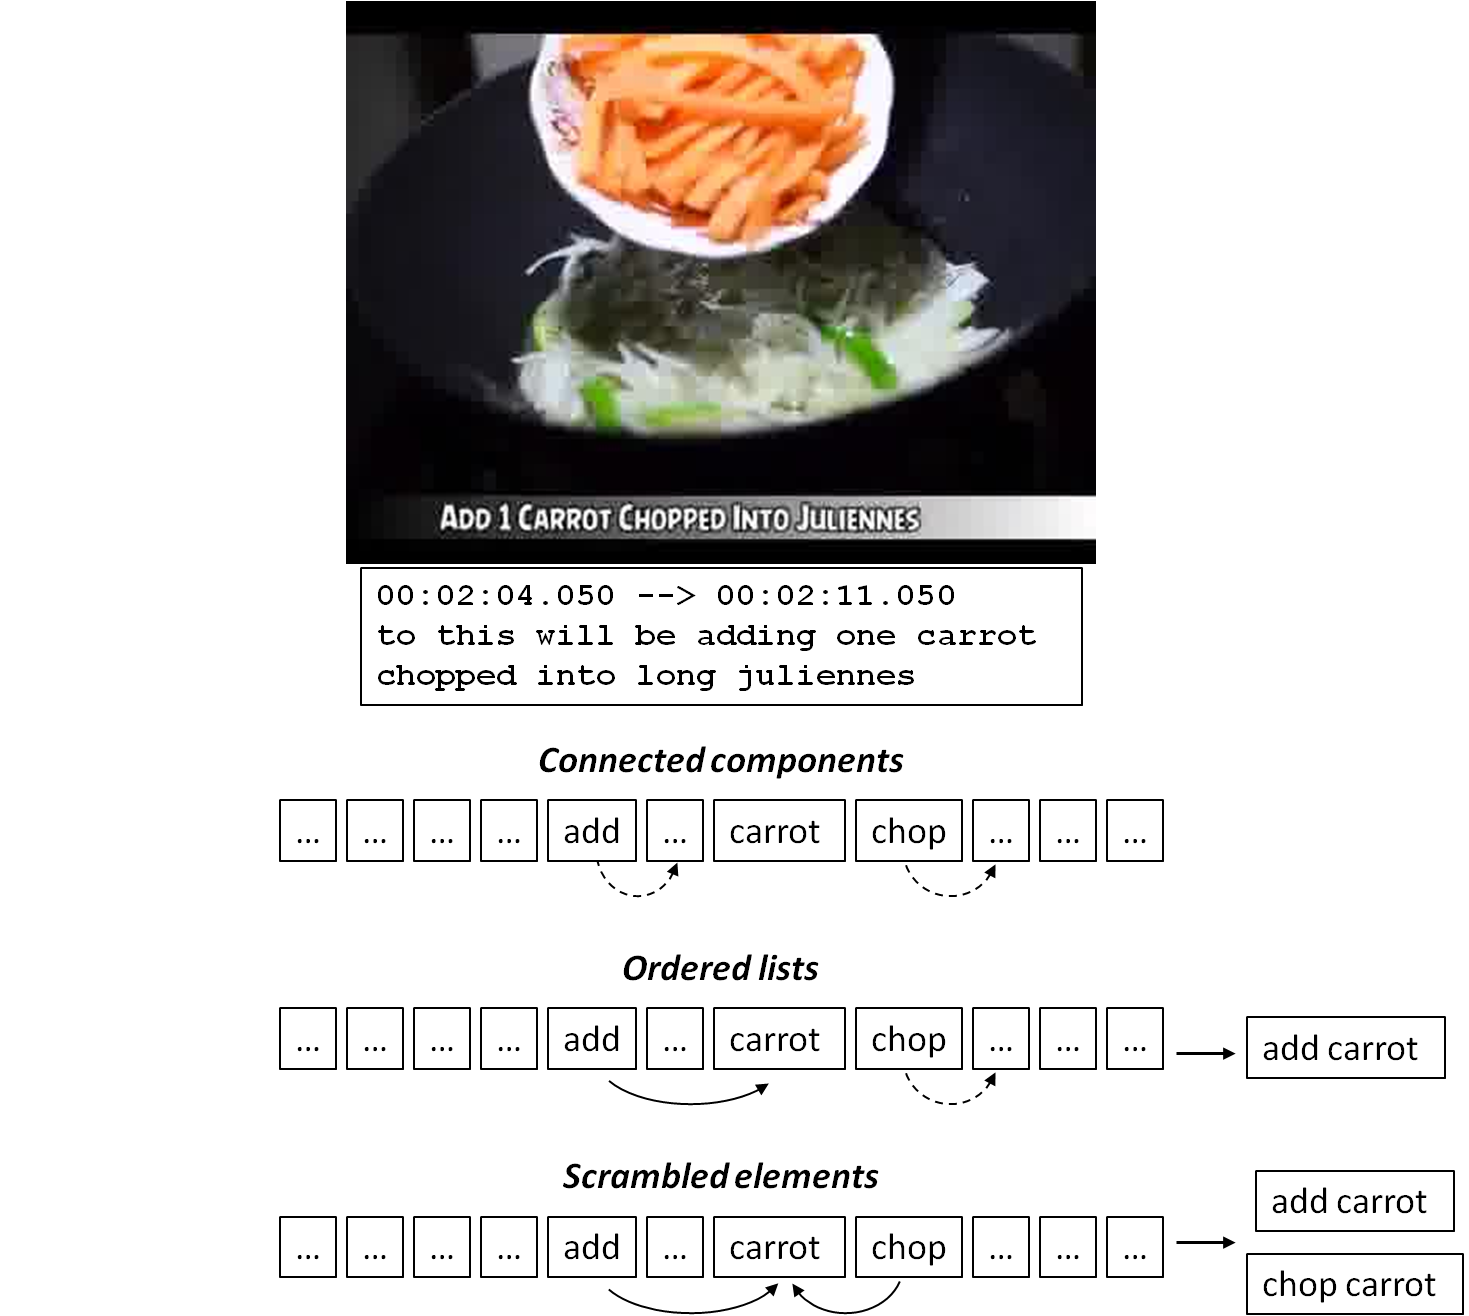 ADD 1 CARROT CHOPPED INTO JULIENNES
00:02:04.050 --> 00:02:11.050
to this will be adding one carrot
chopped into long juliennes
Connected components
... ... ... ... add ... carrot chop ... ... ...
Ordered lists
... ... ... ... add ... carrot chop ... ... ...
add carrot
Scrambled elements
add carrot
... ... ... ... add ... carrot chop ... ... ...
chop carrot